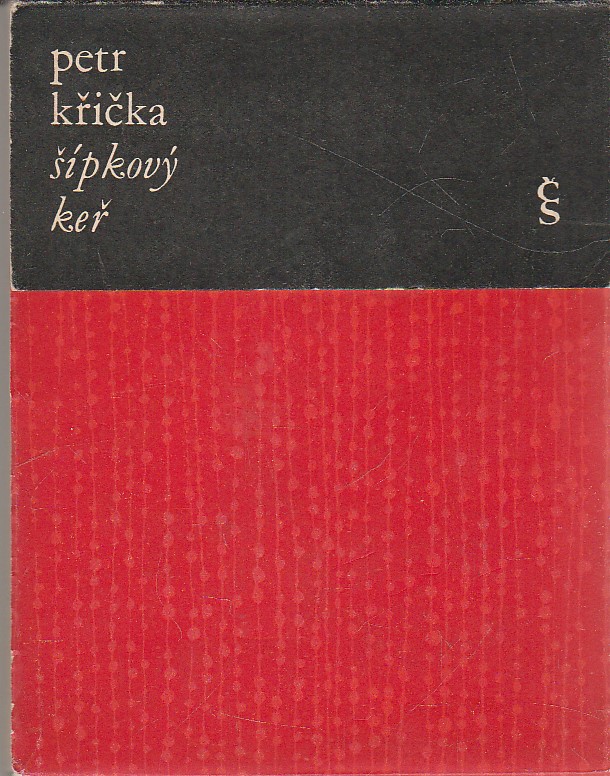 petr
křička
šípkový
keř
čs